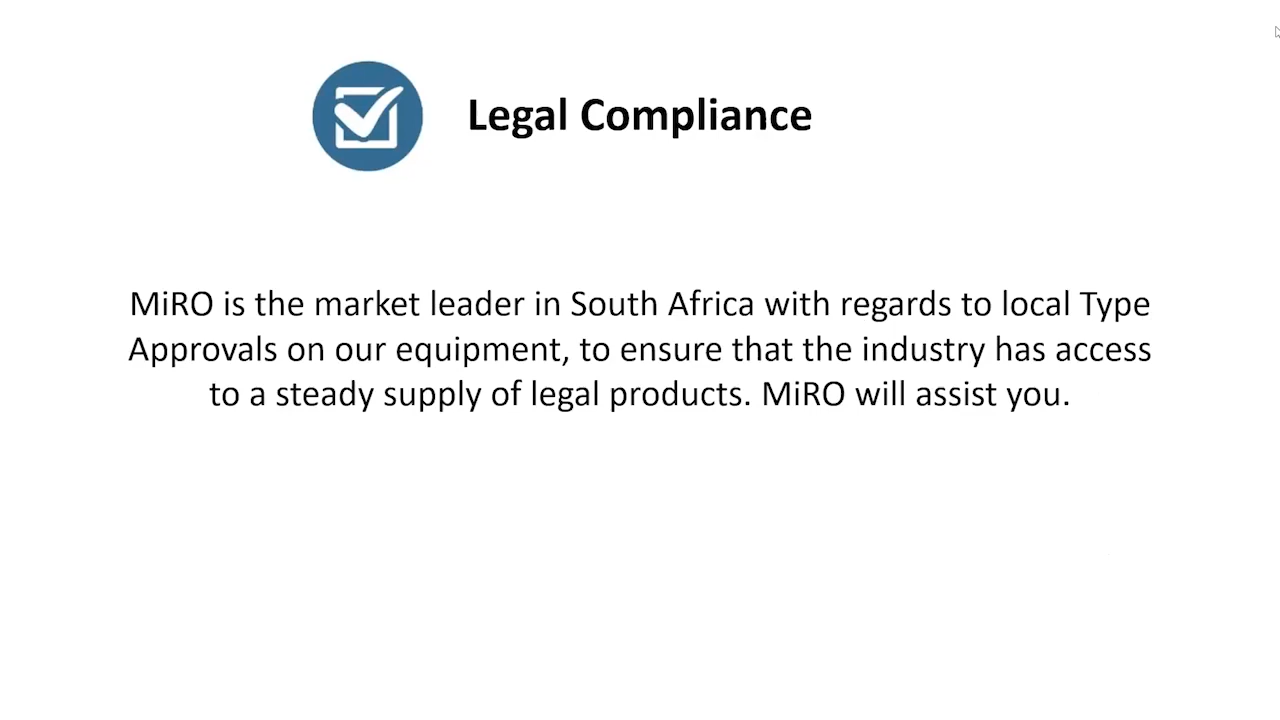 Legal Compliance
MiRO is the market leader in South Africa with regards to local Type
Approvals on our equipment, to ensure that the industry has access
to a steady supply of legal products. MiRO will assist you.